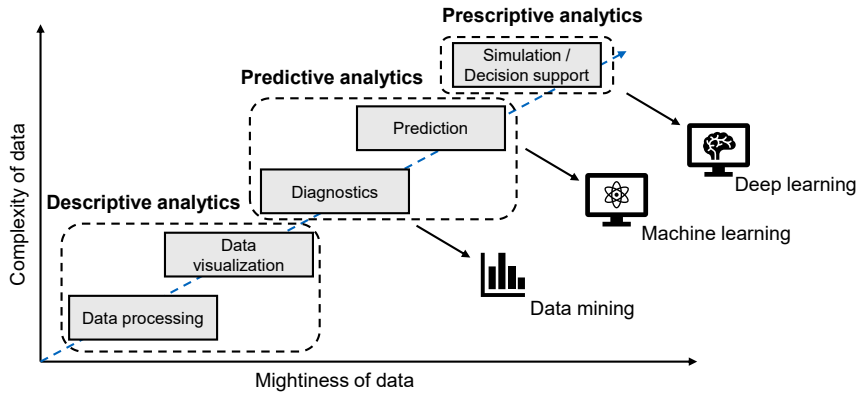 Prescriptive analytics
Simulation /
Decision support
Predictive analytics
Prediction
Deep learning
Diagnostics
Machine learning
Descriptive analytics
Data
visualization
Data mining
Data processing
Complexity of data
Mightiness of data